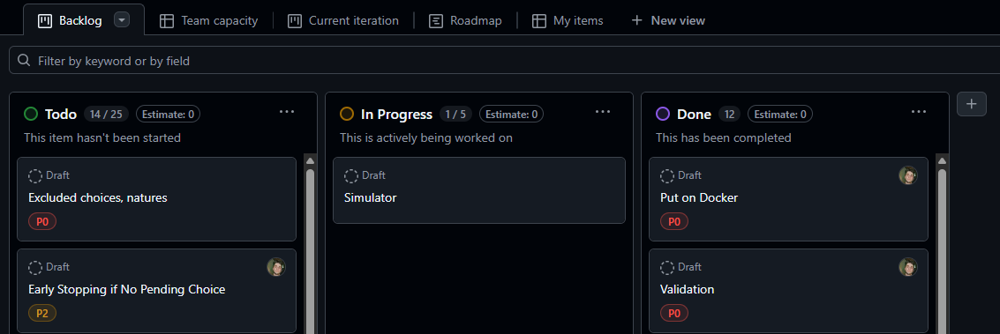 Backlog
Team capacity
Current iteration
Roadmap
My items
+ New view
Filter by keyword or by field
Todo 14 / 25 Estimate: 0 ...
This item hasn't been started
Draft
Excluded choices, natures
P0
Draft
Early Stopping if No Pending Choice
P2
In Progress 1 / 5 Estimate: 0 ...
This is actively being worked on
Draft
Simulator
Done 12 Estimate: 0 ...
This has been completed
Draft
Put on Docker
P0
Draft
Validation
P0
+